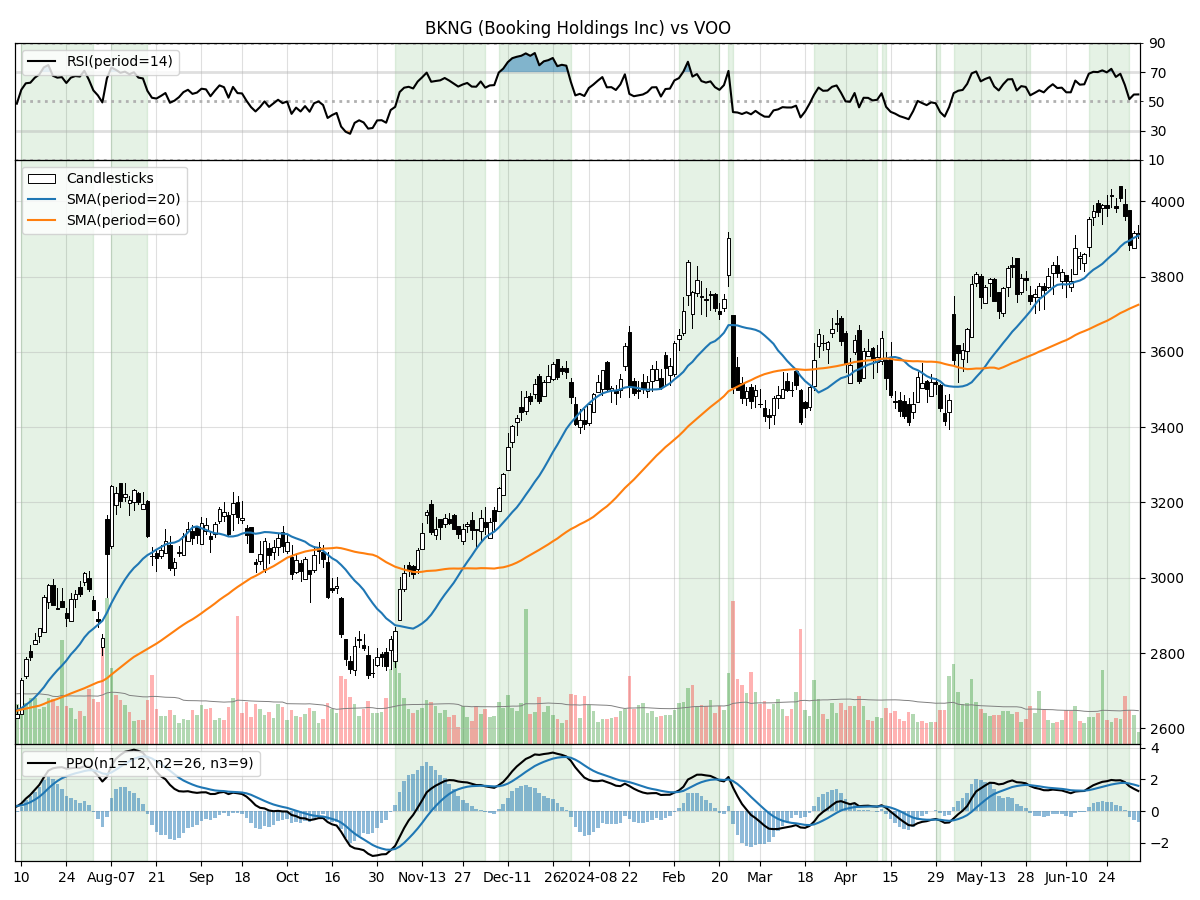 BKNG (Booking Holdings Inc) vs VOO
RSI(period=14)
90
70
50
30
10
Candlesticks
SMA(period=20)
SMA(period=60)
4000
3800
3600
3400
3200
3000
2800
2600
PPO(n1=12, n2=26, n3=9)
4
2
0
−2
10 24 Aug-07 21 Sep 18 Oct 16 30 Nov-13 27 Dec-11 26 2024-08 22 Feb 20 Mar 18 Apr 15 29 May-13 28 Jun-10 24